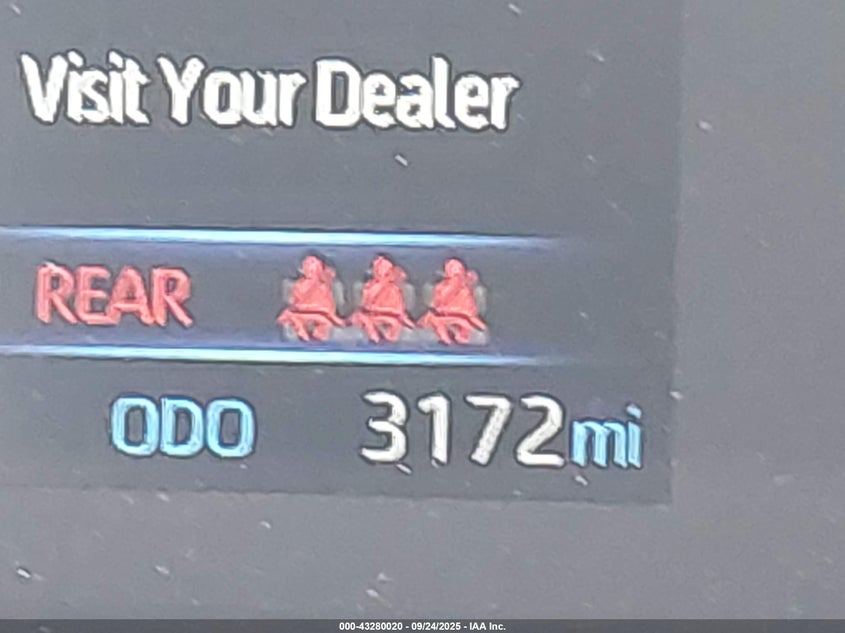 Visit Your Dealer
REAR
ODO 3172mi
000-43280020 - 09/24/2025 - IAA Inc.